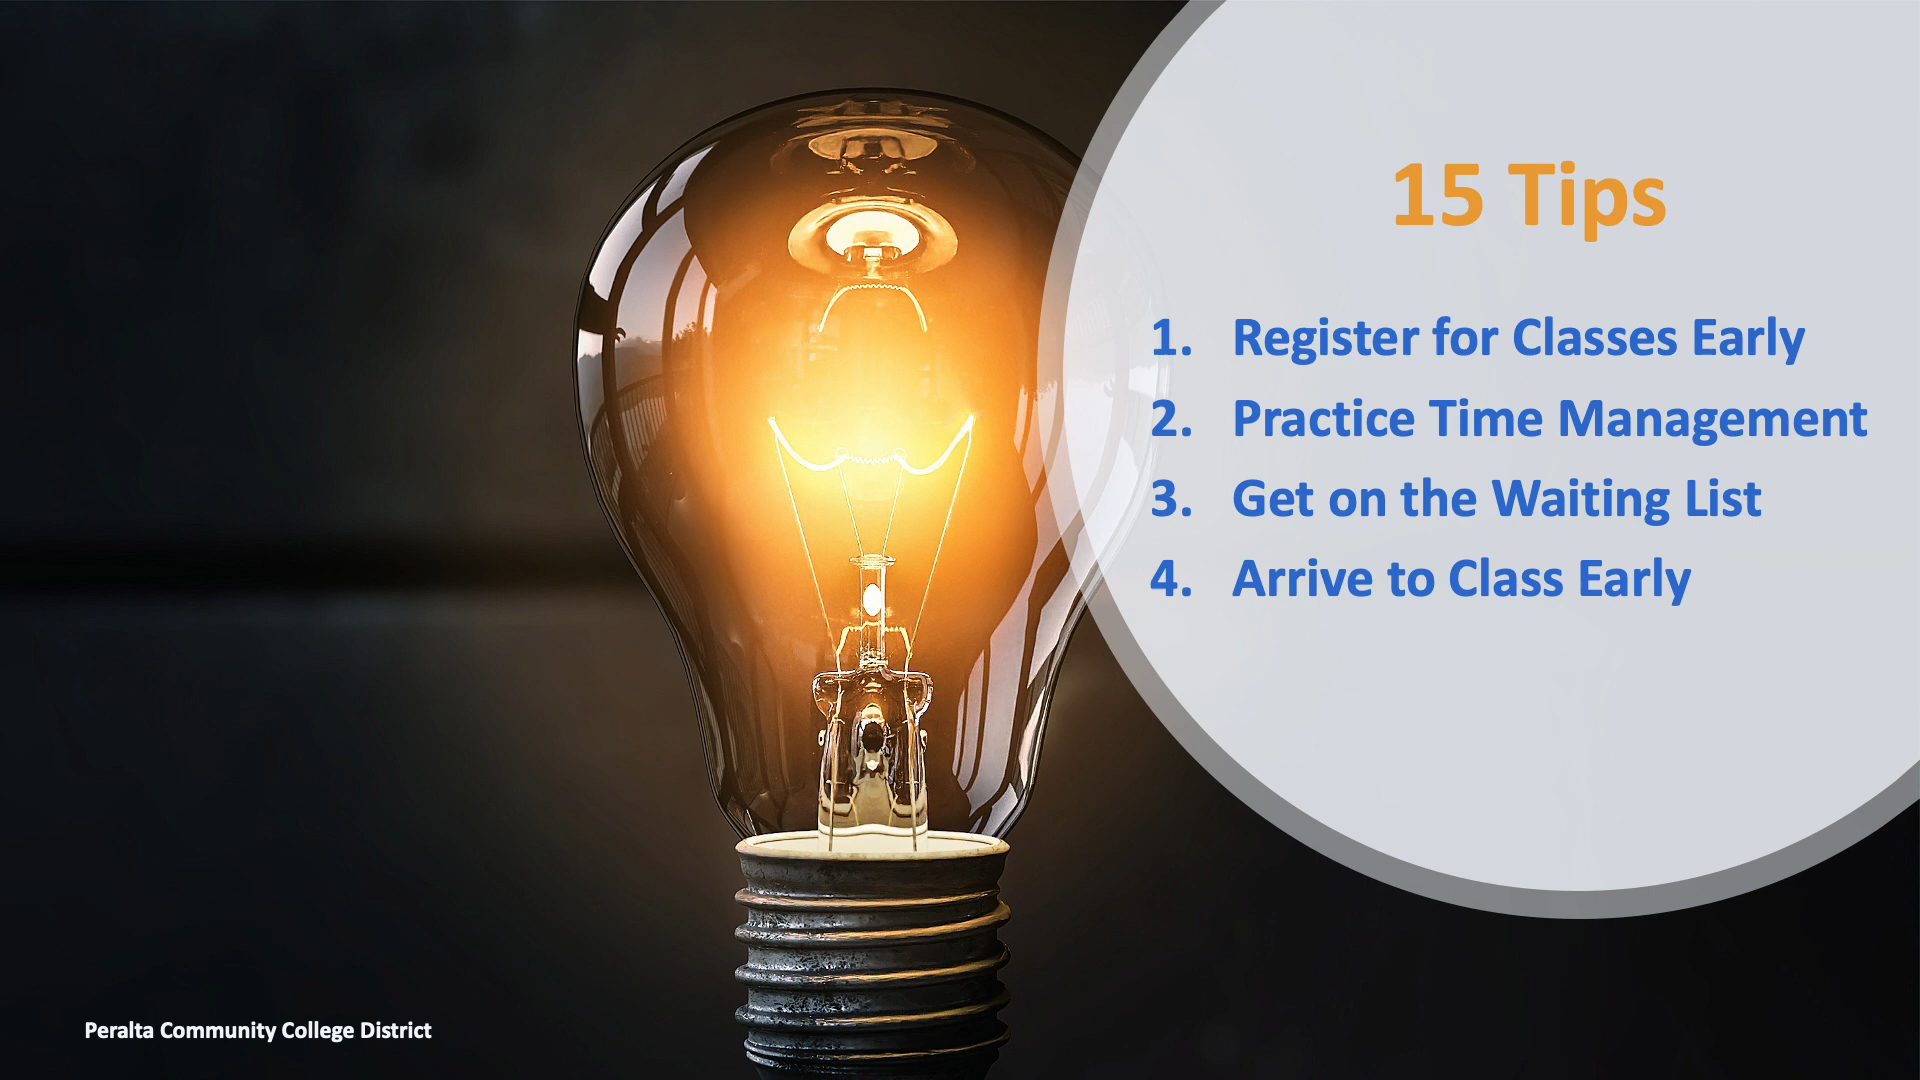 15 Tips
1. Register for Classes Early
2. Practice Time Management
3. Get on the Waiting List
4. Arrive to Class Early
Peralta Community College District